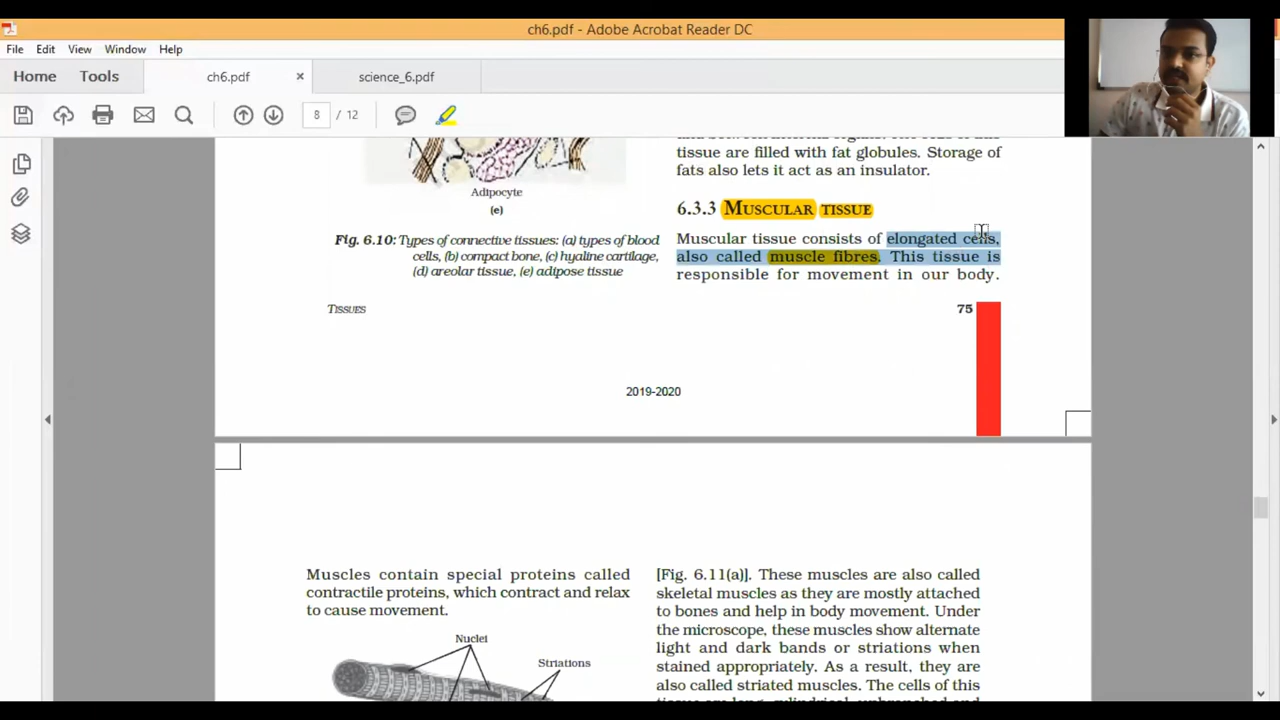 ch6.pdf - Adobe Acrobat Reader DC
File Edit View Window Help
Home Tools ch6.pdf × science_6.pdf
8 / 12
tissue are filled with fat globules. Storage of
fats also lets it act as an insulator.
Adipocyte
(e)
Fig. 6.10: Types of connective tissues: (a) types of blood
cells, (b) compact bone, (c) hyaline cartilage,
(d) areolar tissue, (e) adipose tissue
6.3.3 MUSCULAR TISSUE
Muscular tissue consists of elongated cells,
also called muscle fibres. This tissue is
responsible for movement in our body.
TISSUES
75
2019-2020
Muscles contain special proteins called
contractile proteins, which contract and relax
to cause movement.
Nuclei
Striations
[Fig. 6.11(a)]. These muscles are also called
skeletal muscles as they are mostly attached
to bones and help in body movement. Under
the microscope, these muscles show alternate
light and dark bands or striations when
stained appropriately. As a result, they are
also called striated muscles. The cells of this